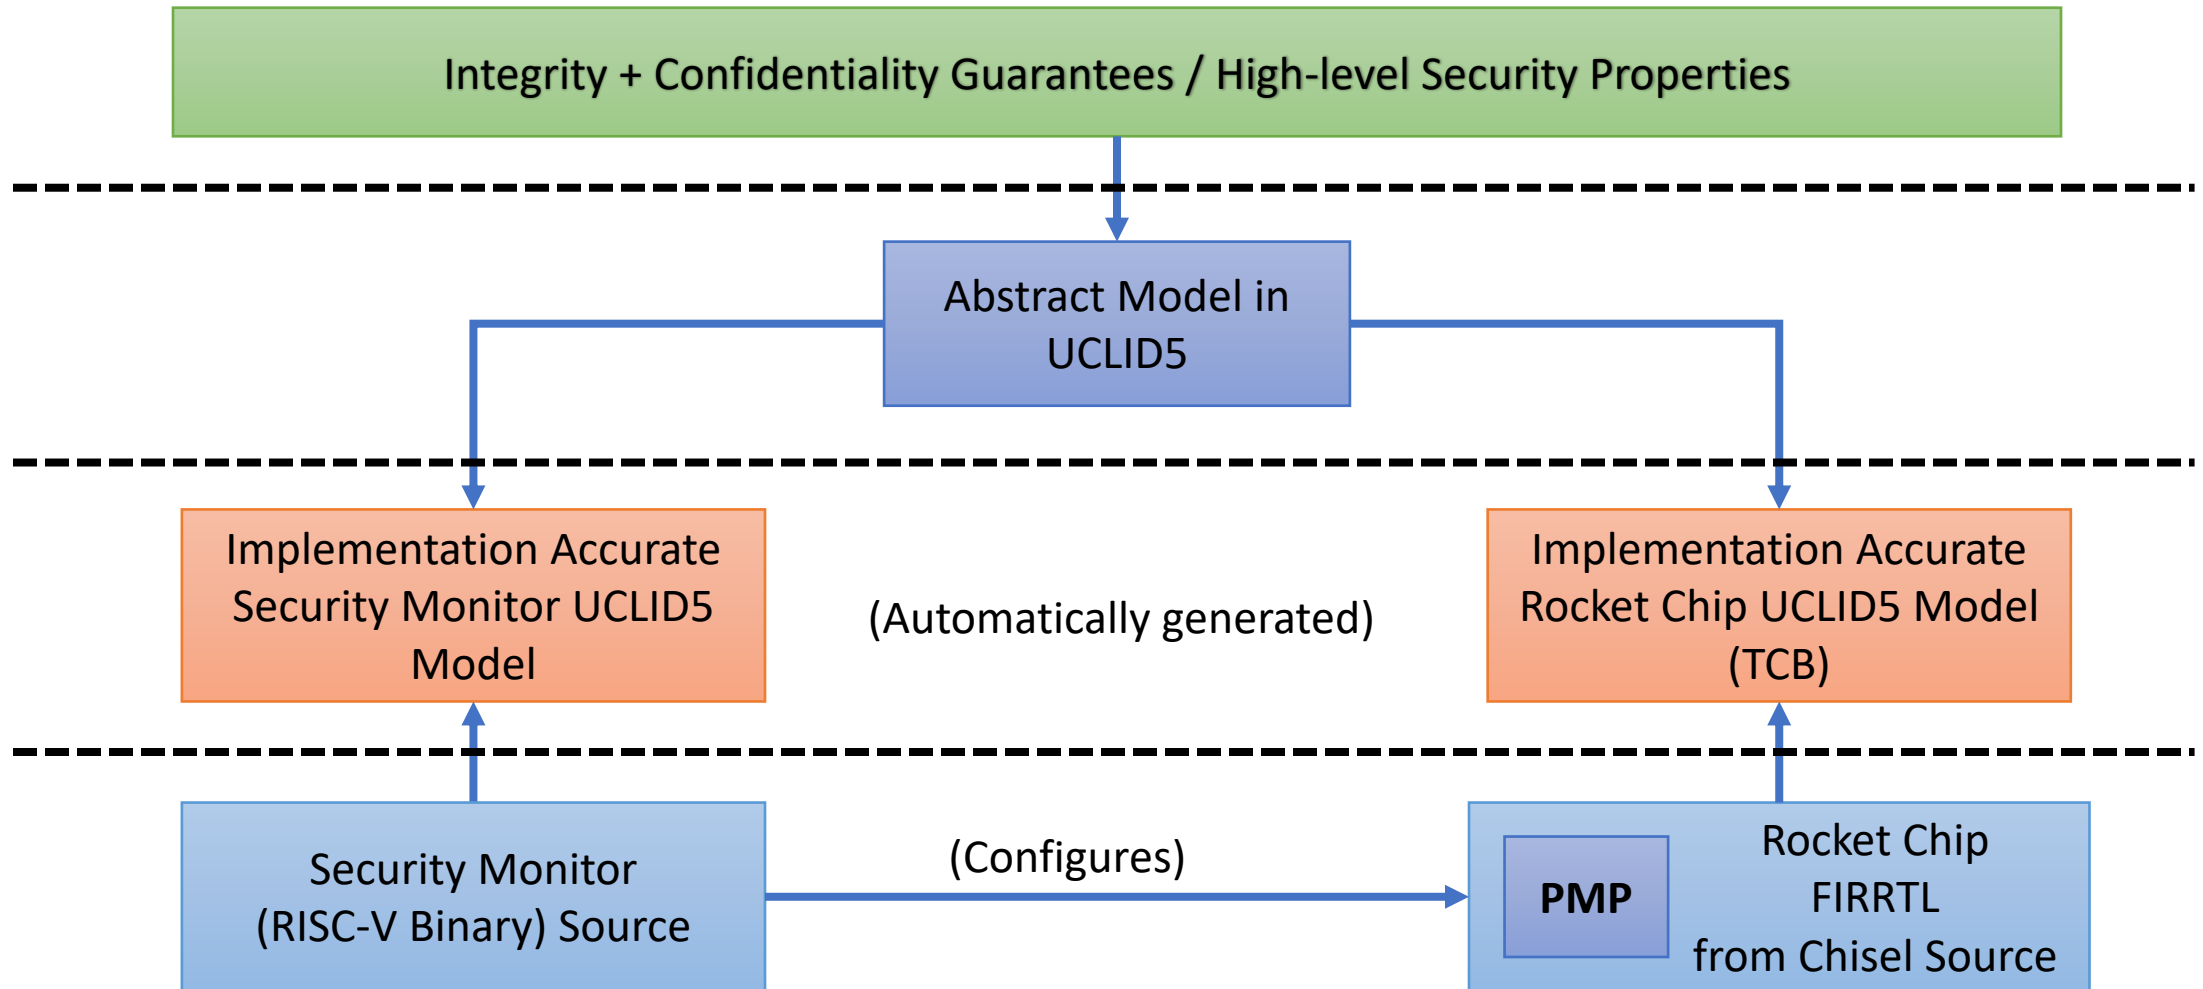 Integrity + Confidentiality Guarantees / High-level Security Properties
Abstract Model in
UCLID5
Implementation Accurate
Security Monitor UCLID5
Model
(Automatically generated)
Implementation Accurate
Rocket Chip UCLID5 Model
(TCB)
Security Monitor
(RISC-V Binary) Source
(Configures)
PMP
Rocket Chip
FIRRTL
from Chisel Source